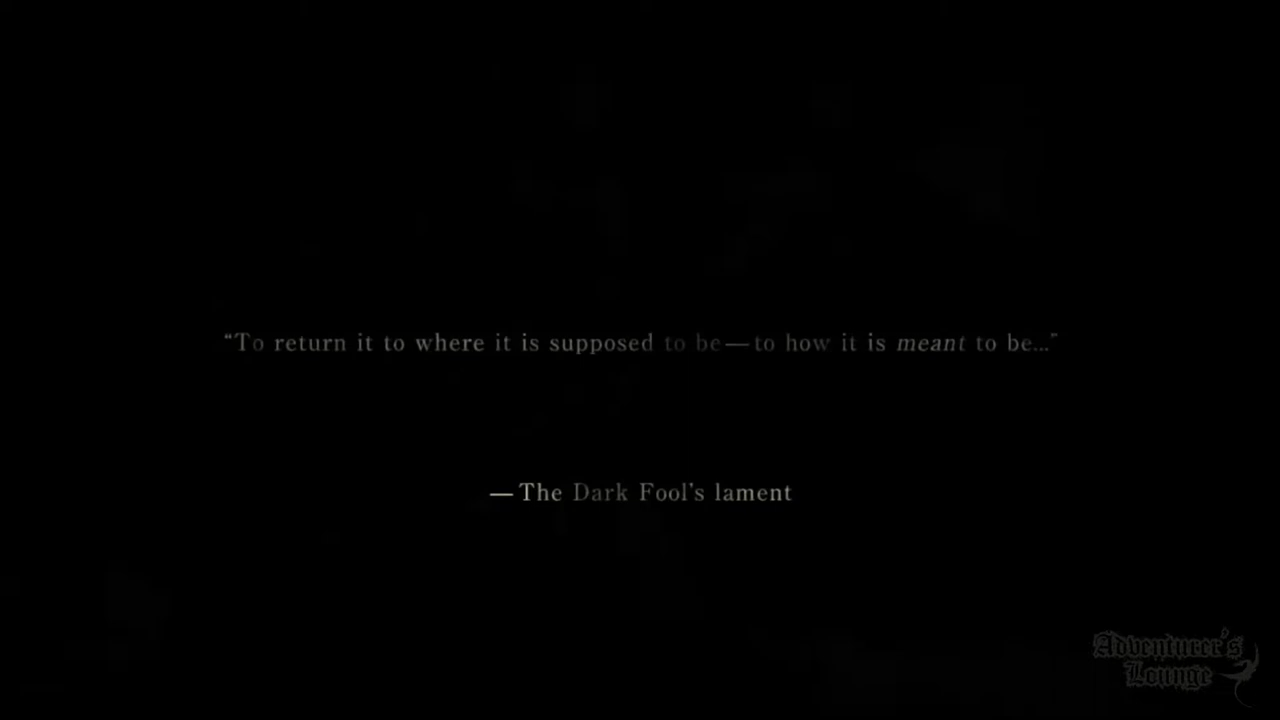 “To return it to where it is supposed to be—to how it is meant to be...”
—The Dark Fool’s lament
Adventurer’s
Lounge